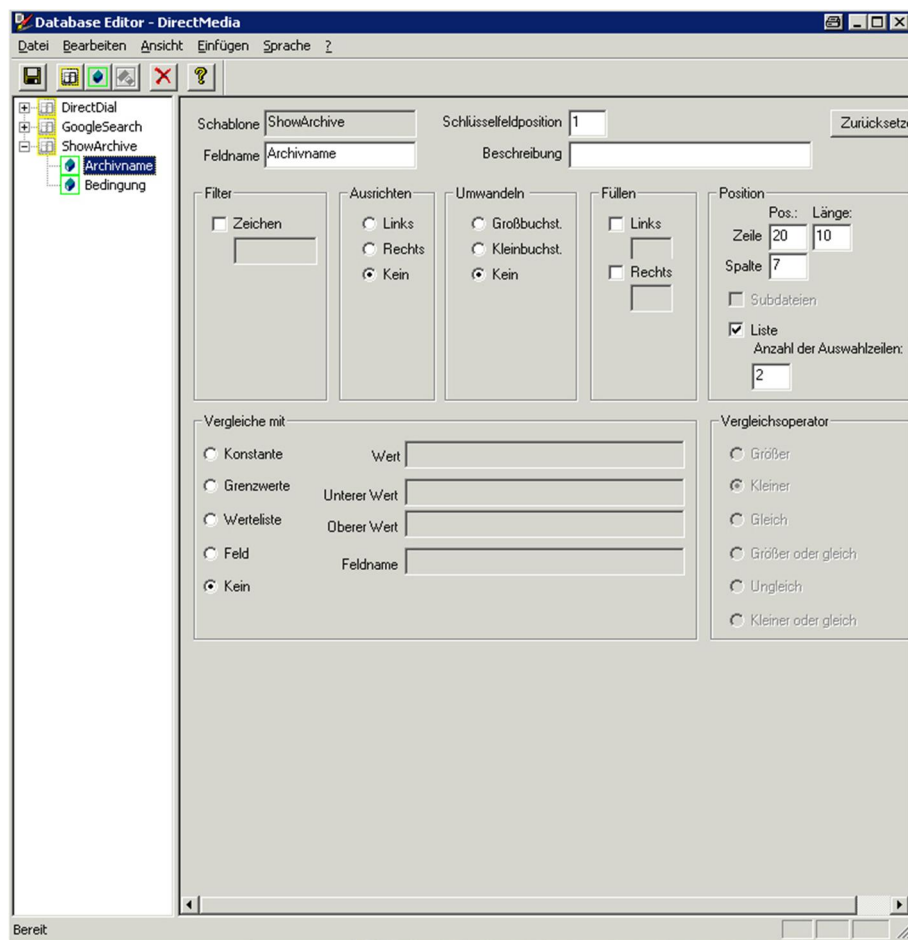 Database Editor - DirectMedia
Datei Bearbeiten Ansicht Einfügen Sprache ?
DirectDial
GoogleSearch
ShowArchive
Archivname
Bedingung
Schablone ShowArchive Schlüsselfeldposition 1 Zurücksetze
Feldname Archivname Beschreibung
Filter
Zeichen
Ausrichten
Links
Rechts
Kein
Umwandeln
Großbuchst.
Kleinbuchst.
Kein
Füllen
Links
Rechts
Position
Pos.: Länge:
Zeile 20 10
Spalte 7
Subdateien
Liste
Anzahl der Auswahlzeilen:
2
Vergleiche mit
Konstante Wert
Grenzwerte Unterer Wert
Werteliste Oberer Wert
Feld Feldname
Kein
Vergleichsoperator
Größer
Kleiner
Gleich
Größer oder gleich
Ungleich
Kleiner oder gleich
Bereit